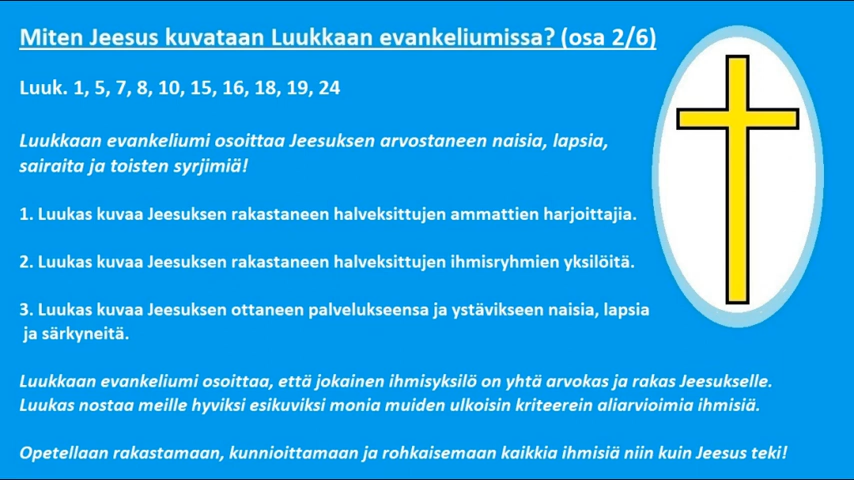 Miten Jeesus kuvataan Luukkaan evankeliumissa? (osa 2/6)
Luuk. 1, 5, 7, 8, 10, 15, 16, 18, 19, 24
Luukkaan evankeliumi osoittaa Jeesuksen arvostaneen naisia, lapsia,
sairaita ja toisten syrjimiä!
1. Luukas kuvaa Jeesuksen rakastaneen halveksittujen ammattien harjoittajia.
2. Luukas kuvaa Jeesuksen rakastaneen halveksittujen ihmisryhmien yksilöitä.
3. Luukas kuvaa Jeesuksen ottaneen palvelukseensa ja ystävikseen naisia, lapsia
ja särkyneitä.
Luukkaan evankeliumi osoittaa, että jokainen ihmisyksilö on yhtä arvokas ja rakas Jeesukselle.
Luukas nostaa meille hyviksi esikuviksi monia muiden ulkoisin kriteerein aliarvioimia ihmisiä.
Opetellaan rakastamaan, kunnioittamaan ja rohkaisemaan kaikkia ihmisiä niin kuin Jeesus teki!